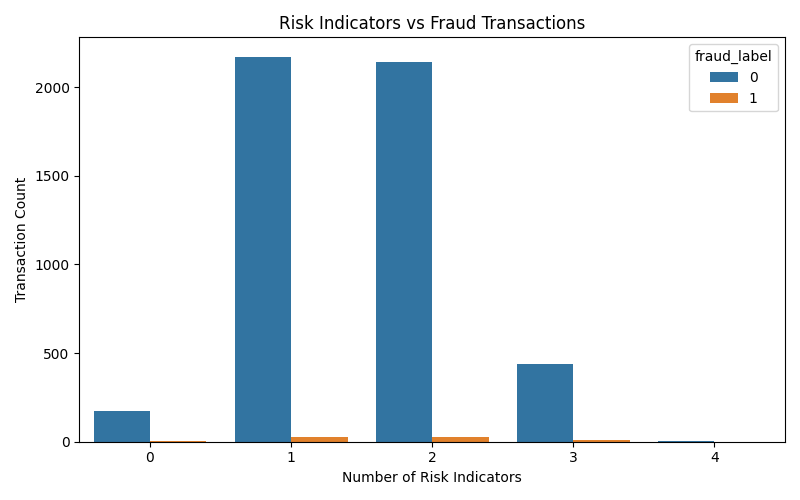 Risk Indicators vs Fraud Transactions
fraud_label
0
1
2000
1500
1000
500
0
Transaction Count
0 1 2 3 4
Number of Risk Indicators